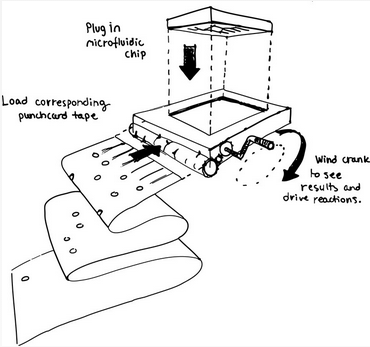 Plug in
microfluidic
chip
Load corresponding
punchcard tape
Wind crank
to see
results and
drive reactions.